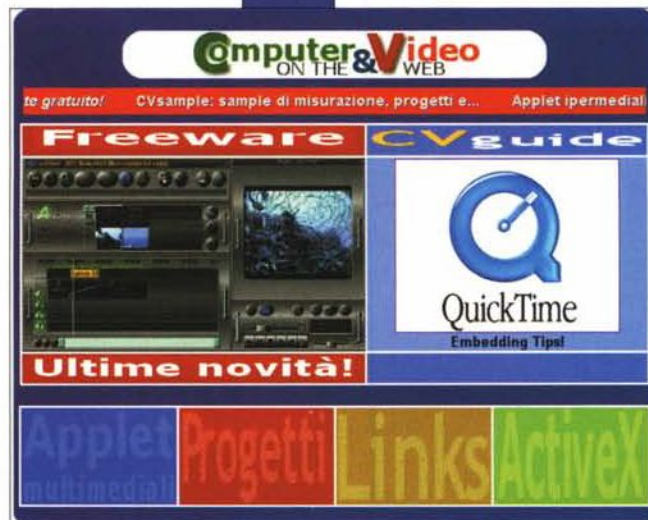 Computer & Video
ON THE WEB
te gratuito! CVsample: sample di misurazione, progetti e... Applet ipermediali
Freeware
CVguide
QuickTime
Embedding Tips!
Ultime novità!
Applet
multimediali
Progetti
Links
ActiveX